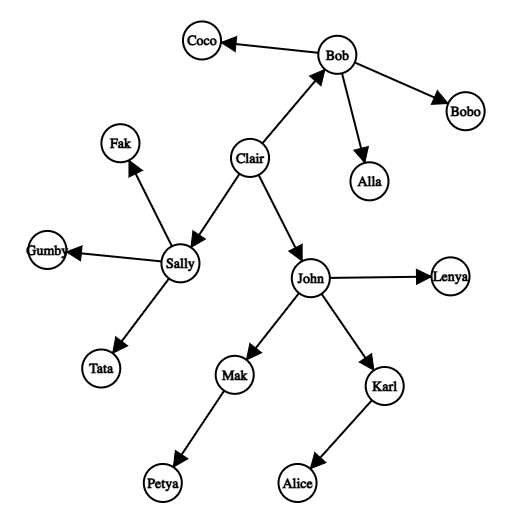 Coco
Bob
Bobo
Fak
Clair
Alla
Gumby
Sally
John
Lenya
Tata
Mak
Karl
Petya
Alice